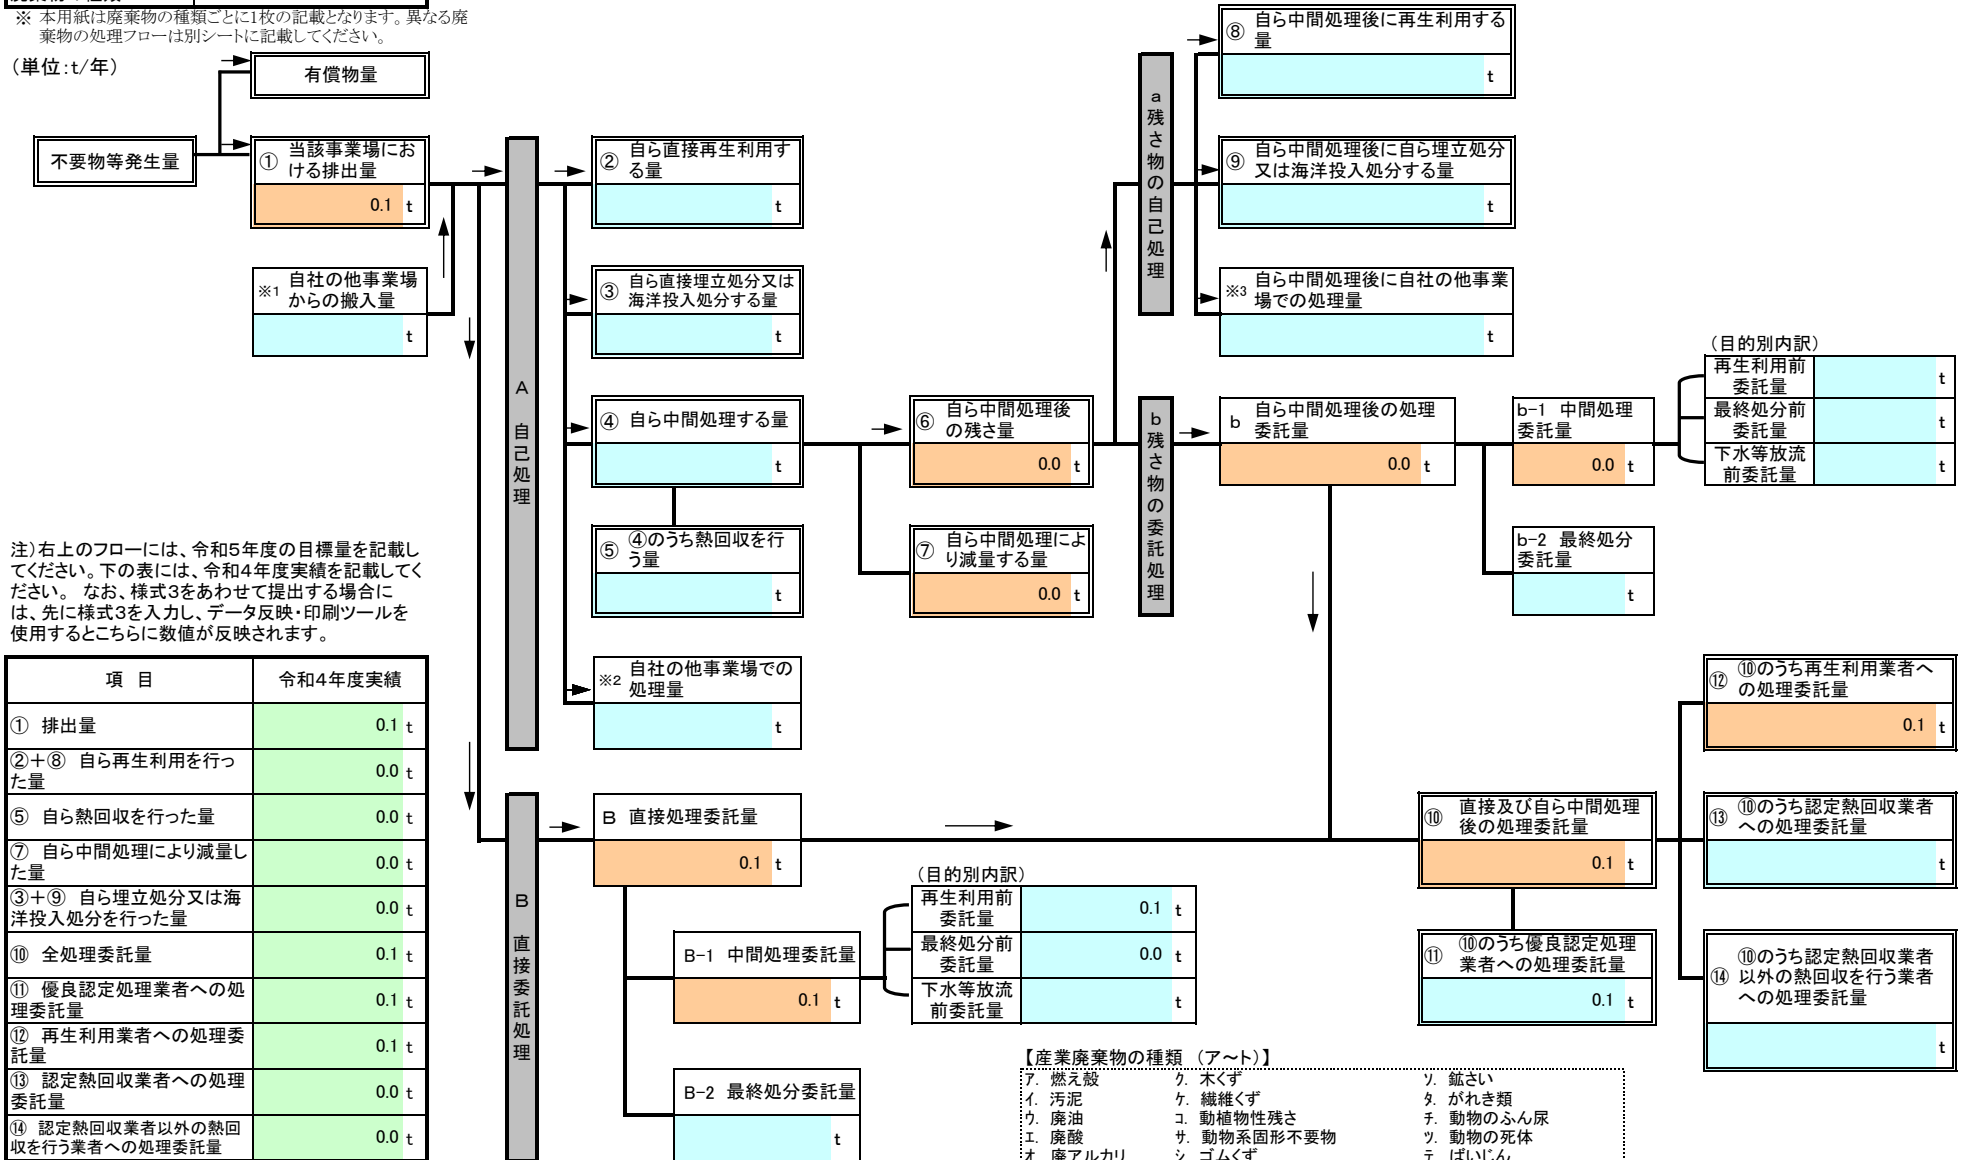 ※ 本用紙は廃棄物の種類ごとに1枚の記載となります。異なる廃
棄物の処理フローは別シートに記載してください。
(単位:t/年)
有償物量
不要物等発生量
① 当該事業場にお
ける排出量
0.1 t
※1 自社の他事業場
からの搬入量
t
A 自己処理
② 自ら直接再生利用す
る量
t
③ 自ら直接埋立処分又は
海洋投入処分する量
t
④ 自ら中間処理する量
t
⑤ ④のうち熱回収を行
う量
t
※2 自社の他事業場での
処理量
t
⑥ 自ら中間処理後
の残さ量
0.0 t
⑦ 自ら中間処理によ
り減量する量
0.0 t
a 残さ物の自己処理
⑧ 自ら中間処理後に再生利用する
量
t
⑨ 自ら中間処理後に自ら埋立処分
又は海洋投入処分する量
t
※3 自ら中間処理後に自社の他事業
場での処理量
t
b 残さ物の委託処理
b 自ら中間処理後の処理
委託量
0.0 t
b-1 中間処理
委託量
0.0 t
b-2 最終処分
委託量
t
(目的別内訳)
再生利用前
委託量
t
最終処分前
委託量
t
下水等放流
前委託量
t
注)右上のフローには、令和5年度の目標量を記載し
てください。下の表には、令和4年度実績を記載してく
ださい。 なお、様式3をあわせて提出する場合に
は、先に様式3を入力し、データ反映・印刷ツールを
使用するとこちらに数値が反映されます。
項 目 令和4年度実績
① 排出量 0.1 t
②+⑧ 自ら再生利用を行っ
た量
0.0 t
⑤ 自ら熱回収を行った量 0.0 t
⑦ 自ら中間処理により減量し
た量
0.0 t
③+⑨ 自ら埋立処分又は海
洋投入処分を行った量
0.0 t
⑩ 全処理委託量 0.1 t
⑪ 優良認定処理業者への処
理委託量
0.1 t
⑫ 再生利用業者への処理委
託量
0.1 t
⑬ 認定熱回収業者への処理
委託量
0.0 t
⑭ 認定熱回収業者以外の熱回
収を行う業者への処理委託量
0.0 t
B 直接委託処理
B 直接処理委託量
0.1 t
B-1 中間処理委託量
0.1 t
B-2 最終処分委託量
t
(目的別内訳)
再生利用前
委託量
0.1 t
最終処分前
委託量
0.0 t
下水等放流
前委託量
t
⑩ 直接及び自ら中間処理
後の処理委託量
0.1 t
⑪ ⑩のうち優良認定処理
業者への処理委託量
0.1 t
⑫ ⑩のうち再生利用業者へ
の処理委託量
0.1 t
⑬ ⑩のうち認定熱回収業者
への処理委託量
t
⑭ ⑩のうち認定熱回収業者
以外の熱回収を行う業者
への処理委託量
t
【産業廃棄物の種類 (ア~ト)】
ア. 燃え殻 ク. 木くず ソ. 鉱さい
イ. 汚泥 ケ. 繊維くず タ. がれき類
ウ. 廃油 コ. 動植物性残さ チ. 動物のふん尿
エ. 廃酸 サ. 動物系固形不要物 ツ. 動物の死体
オ. 廃アルカリ シ. ゴムくず テ. ばいじん